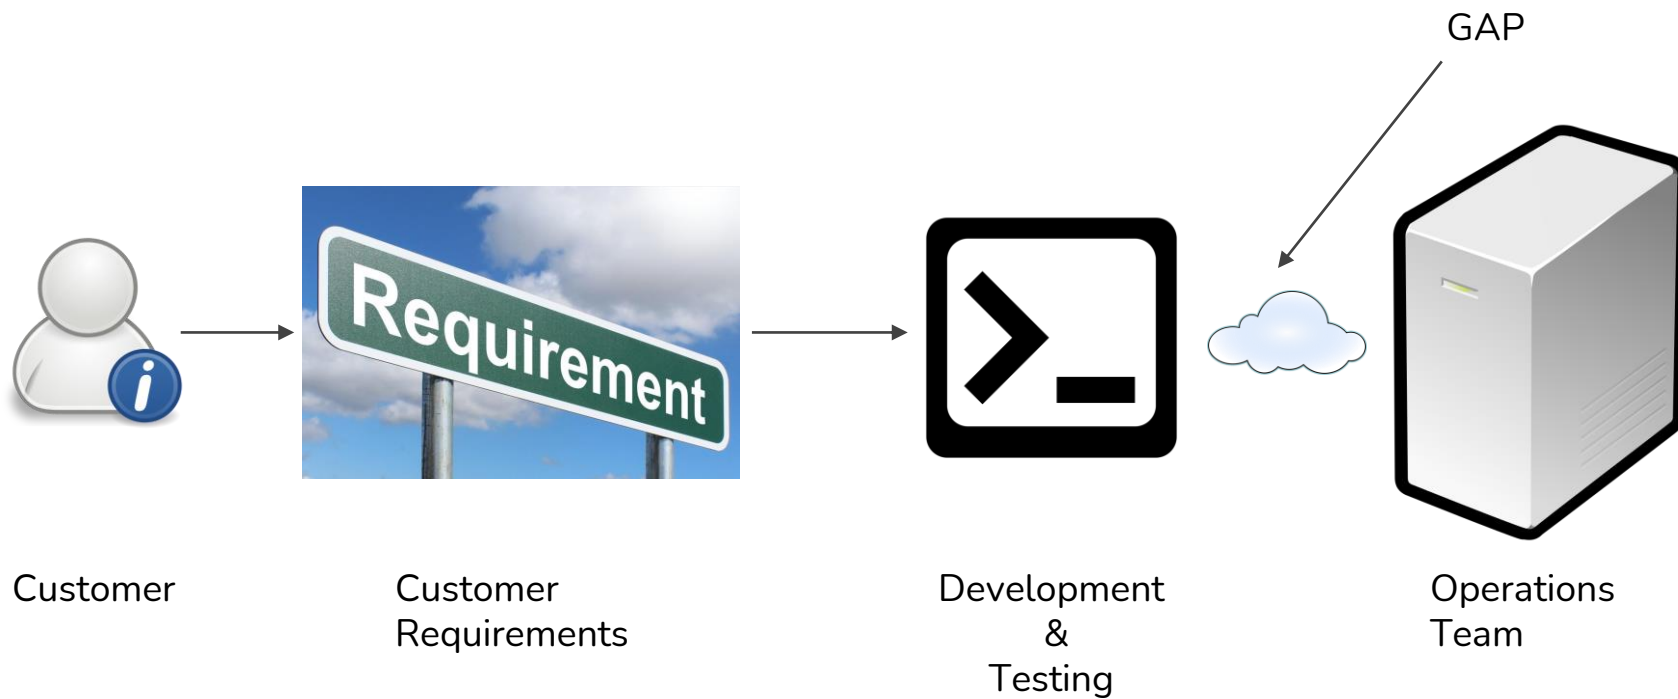 GAP
Requirement
Customer
Customer
Requirements
Development
&
Testing
Operations
Team